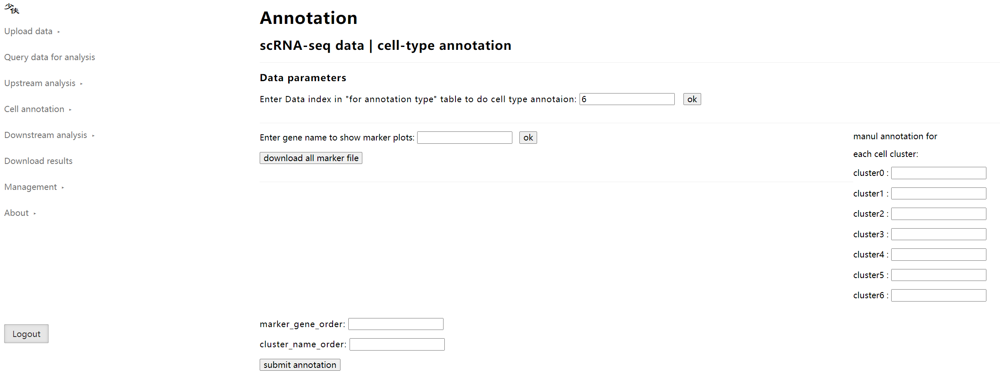 少侠
Upload data ▸
Query data for analysis
Upstream analysis ▸
Cell annotation ▸
Downstream analysis ▸
Download results
Management ▸
About ▸
Logout
Annotation
scRNA-seq data | cell-type annotation
Data parameters
Enter Data index in "for annotation type" table to do cell type annotaion: 6 ok
Enter gene name to show marker plots: ok
download all marker file
manul annotation for
each cell cluster:
cluster0 :
cluster1 :
cluster2 :
cluster3 :
cluster4 :
cluster5 :
cluster6 :
marker_gene_order:
cluster_name_order:
submit annotation